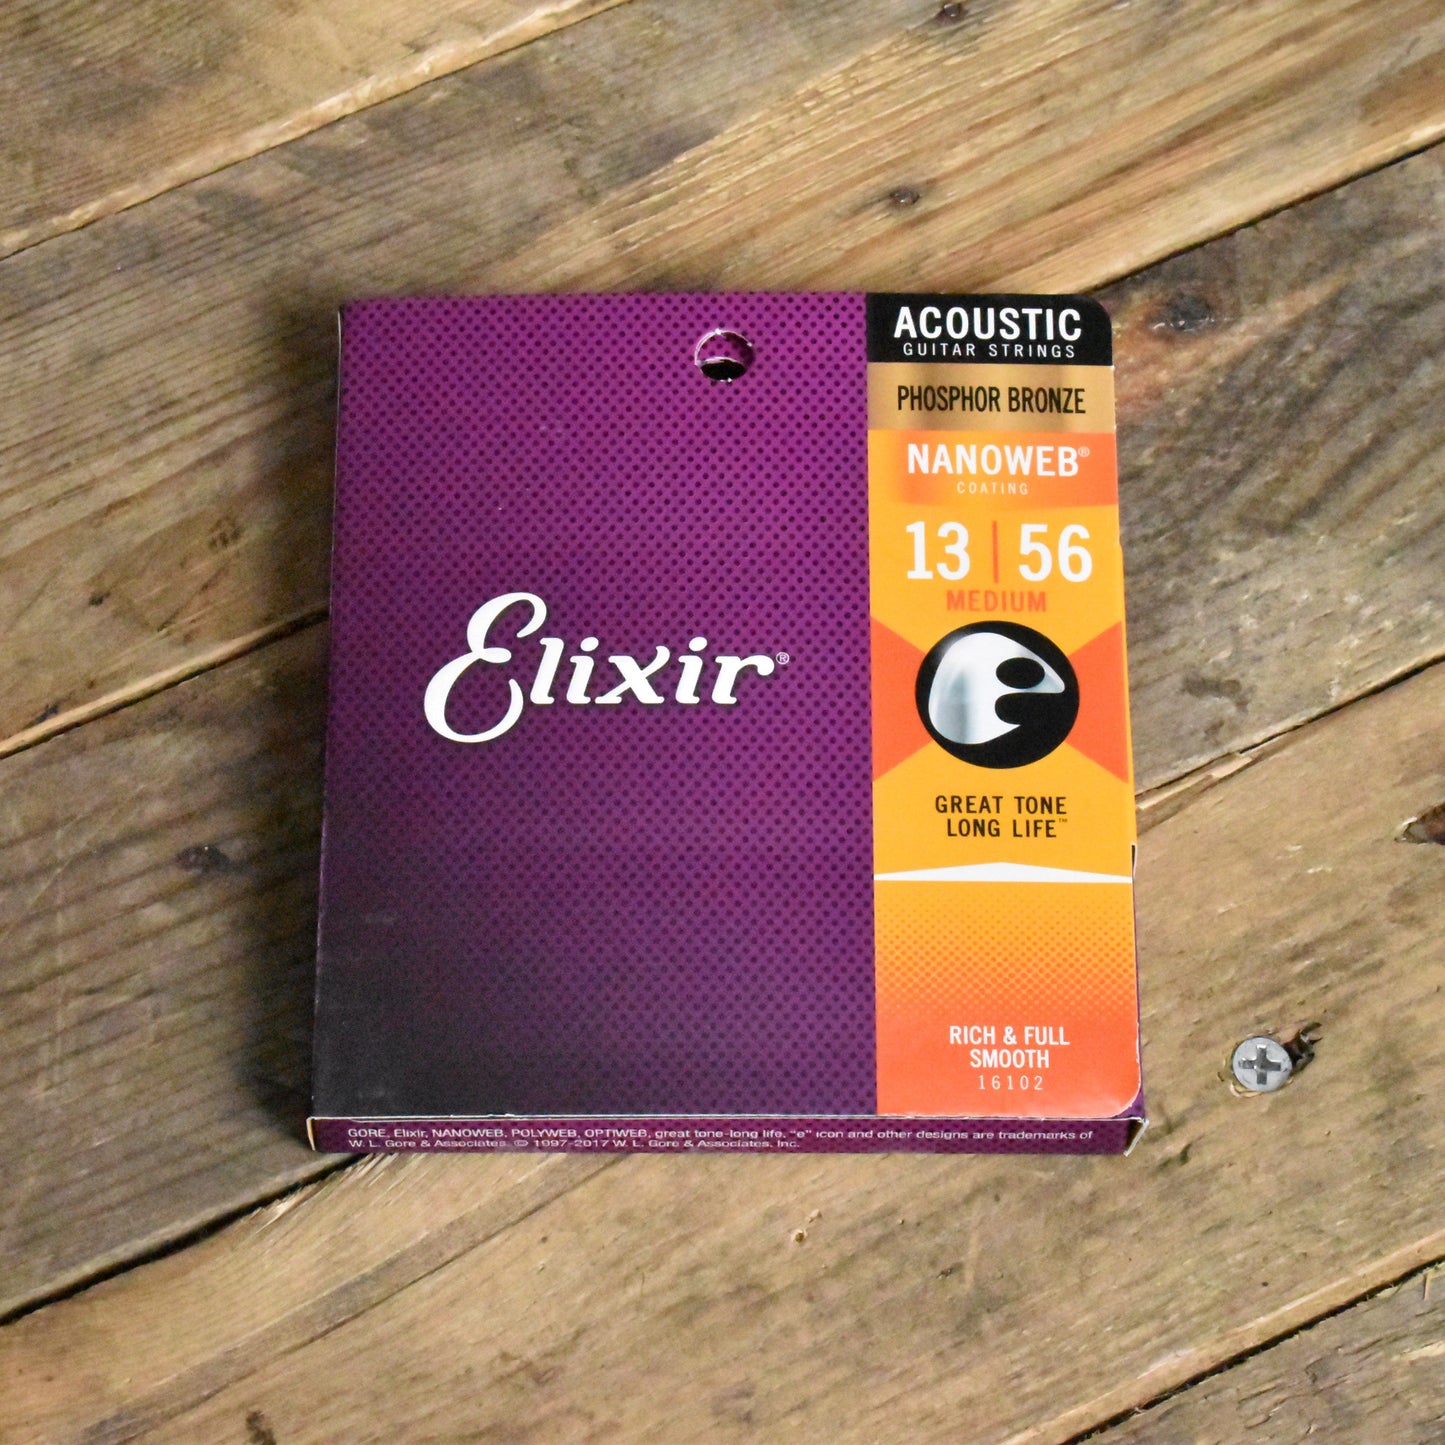 Elixir®
ACOUSTIC
GUITAR STRINGS
PHOSPHOR BRONZE
NANOWEB®
COATING
13 | 56
MEDIUM
GREAT TONE
LONG LIFE™
RICH & FULL
SMOOTH
16102
GORE, Elixir, NANOWEB, POLYWEB, OPTIWEB, great tone-long life, "e" icon and other designs are trademarks of
W. L. Gore & Associates. © 1997-2017 W. L. Gore & Associates, Inc.